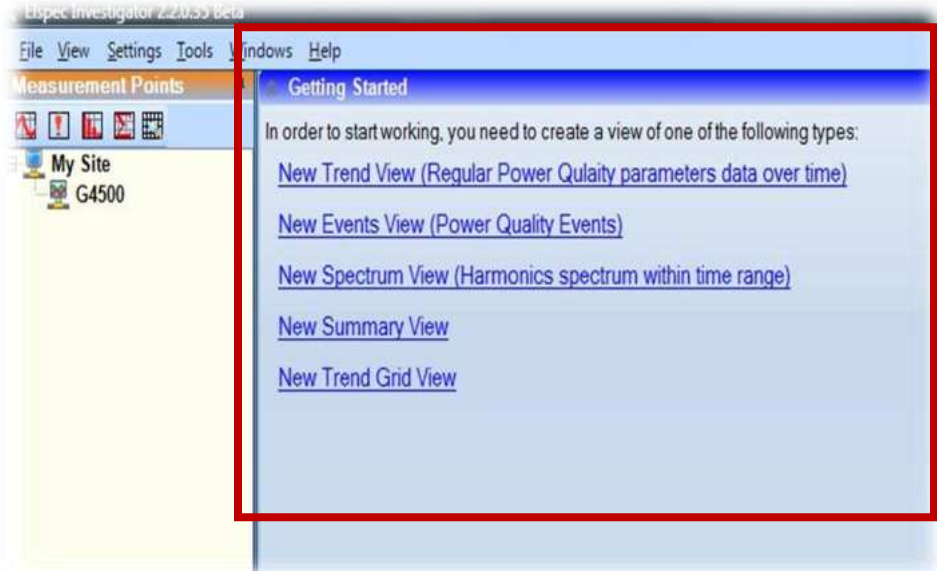 Elspec Investigator 2.2.0.35 Beta
File View Settings Tools Windows Help
Measurement Points
Getting Started
In order to start working, you need to create a view of one of the following types:
My Site
G4500
New Trend View (Regular Power Qulaity parameters data over time)
New Events View (Power Quality Events)
New Spectrum View (Harmonics spectrum within time range)
New Summary View
New Trend Grid View